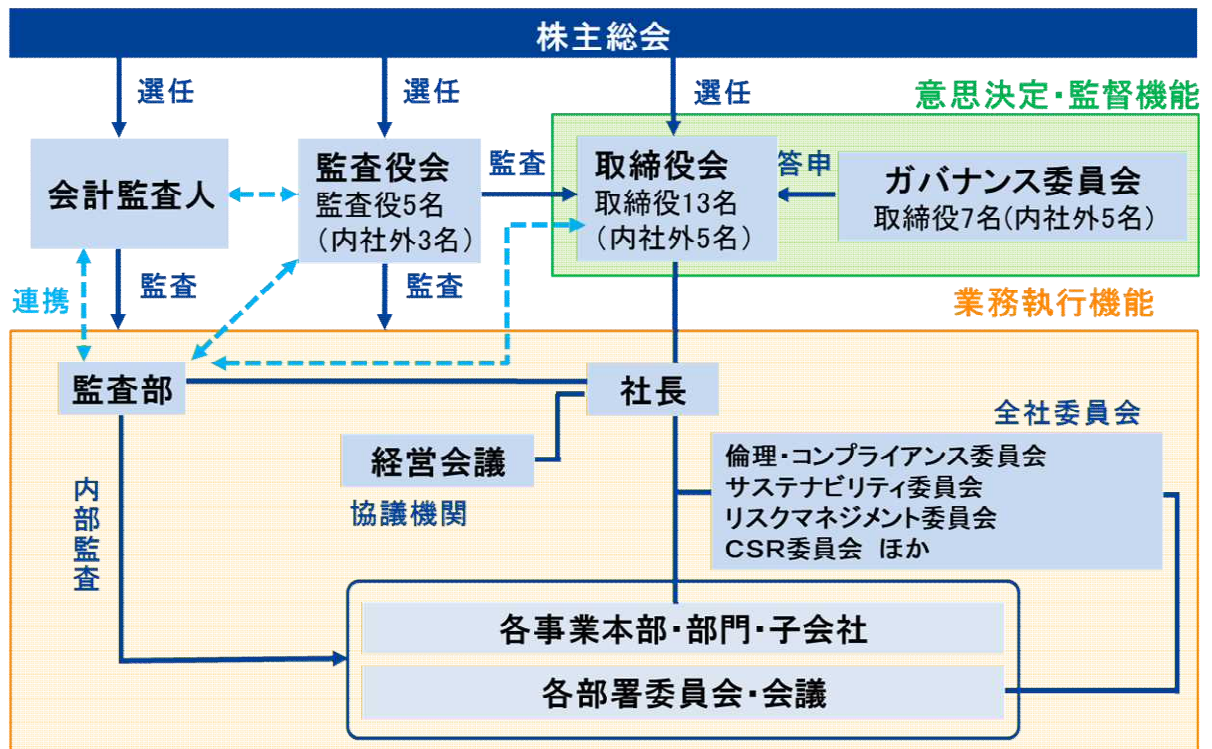 株主総会
選任
選任
選任
意思決定・監督機能
会計監査人
監査役会
監査役5名
(内社外3名)
監査
取締役会
取締役13名
(内社外5名)
答申
ガバナンス委員会
取締役7名(内社外5名)
連携
監査
監査
業務執行機能
監査部
社長
経営会議
協議機関
全社委員会
倫理・コンプライアンス委員会
サステナビリティ委員会
リスクマネジメント委員会
CSR委員会 ほか
内部監査
各事業本部・部門・子会社
各部署委員会・会議